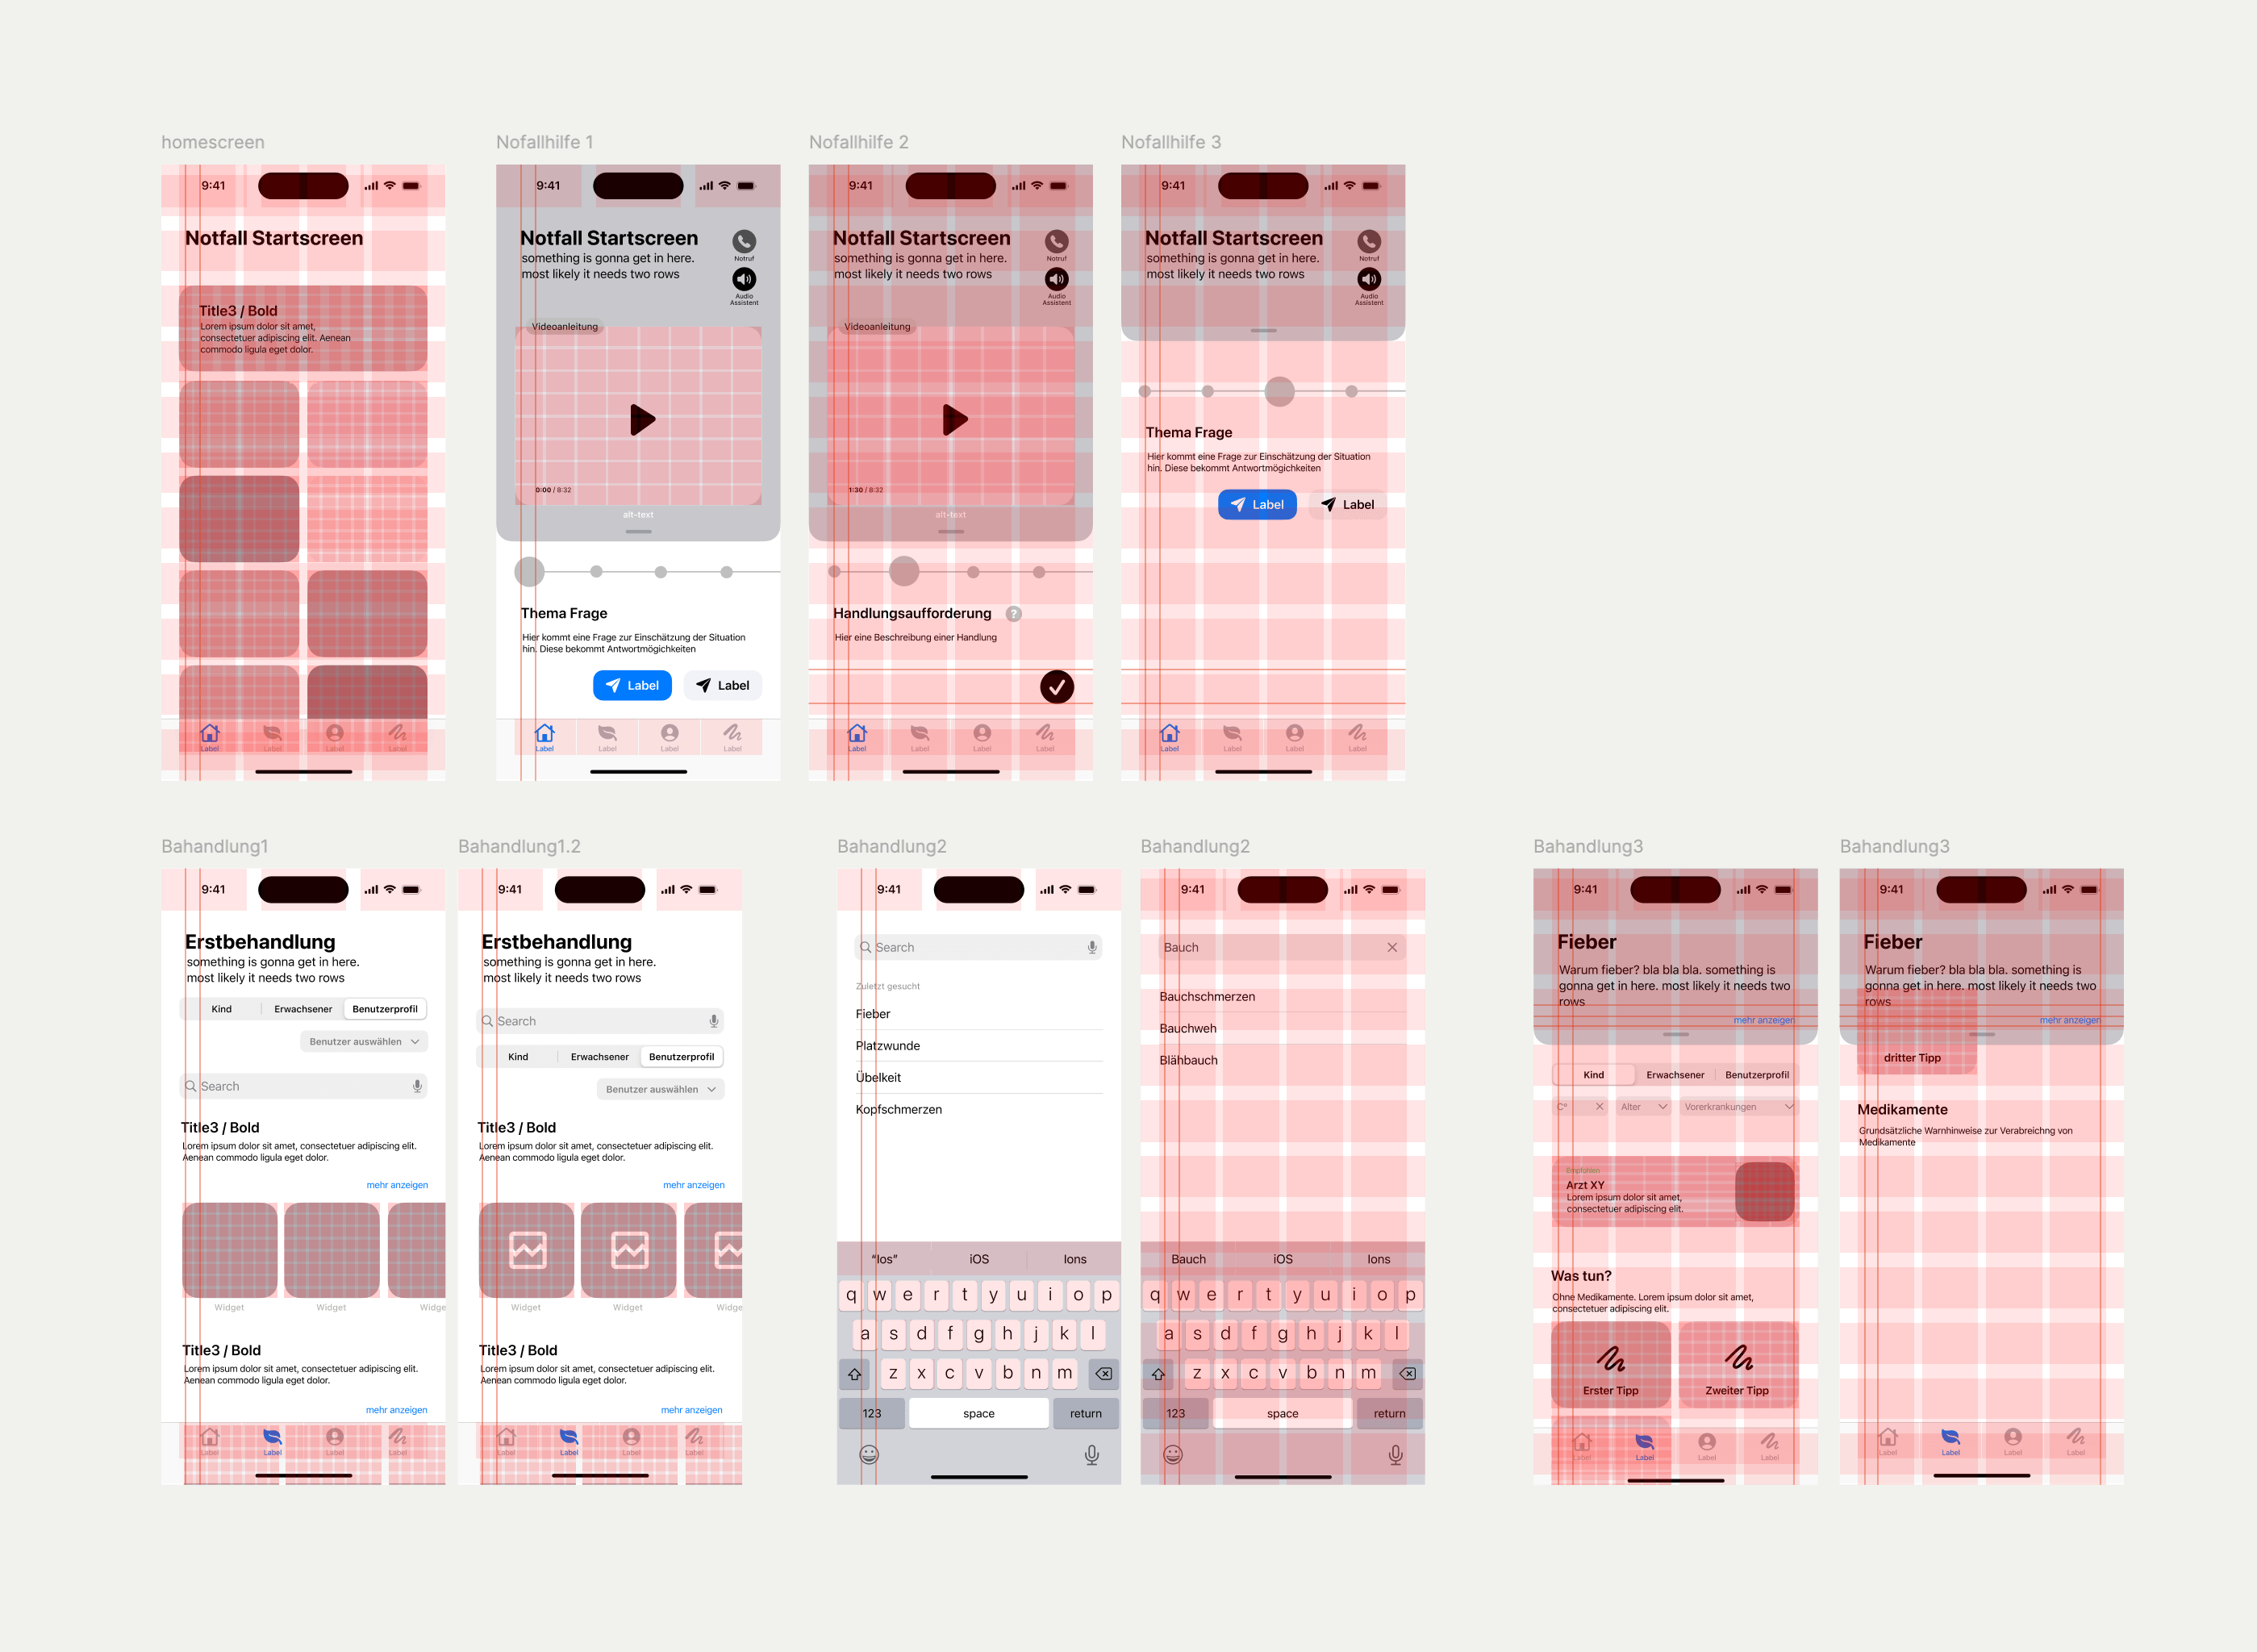 homescreen
9:41
Notfall Startscreen
Title3 / Bold
Lorem ipsum dolor sit amet,
consectetuer adipiscing elit. Aenean
commodo ligula eget dolor.
Label
Label
Label
Label
Nofallhilfe 1
9:41
Notfall Startscreen
something is gonna get in here.
most likely it needs two rows
Notruf
Audio
Assistent
Videoanleitung
0:00 / 8:32
alt-text
Thema Frage
Hier kommt eine Frage zur Einschätzung der Situation
hin. Diese bekommt Antwortmögichkeiten
Label
Label
Label
Label
Label
Label
Nofallhilfe 2
9:41
Notfall Startscreen
something is gonna get in here.
most likely it needs two rows
Notruf
Audio
Assistent
Videoanleitung
1:30 / 8:32
alt-text
Handlungsaufforderung ?
Hier eine Beschreibung einer Handlung
Label
Label
Label
Label
Nofallhilfe 3
9:41
Notfall Startscreen
something is gonna get in here.
most likely it needs two rows
Notruf
Audio
Assistent
Thema Frage
Hier kommt eine Frage zur Einschätzung der Situation
hin. Diese bekommt Antwortmögichkeiten
Label
Label
Label
Label
Label
Label
Bahandlung1
9:41
Erstbehandlung
something is gonna get in here.
most likely it needs two rows
Kind
Erwachsener
Benutzerprofil
Benutzer auswählen
Search
Title3 / Bold
Lorem ipsum dolor sit amet, consectetuer adipiscing elit.
Aenean commodo ligula eget dolor.
mehr anzeigen
Widget
Widget
Widge
Title3 / Bold
Lorem ipsum dolor sit amet, consectetuer adipiscing elit.
Aenean commodo ligula eget dolor.
mehr anzeigen
Label
Label
Label
Label
Bahandlung1.2
9:41
Erstbehandlung
something is gonna get in here.
most likely it needs two rows
Search
Kind
Erwachsener
Benutzerprofil
Benutzer auswählen
Title3 / Bold
Lorem ipsum dolor sit amet, consectetuer adipiscing elit.
Aenean commodo ligula eget dolor.
mehr anzeigen
Widget
Widget
Widge
Title3 / Bold
Lorem ipsum dolor sit amet, consectetuer adipiscing elit.
Aenean commodo ligula eget dolor.
mehr anzeigen
Label
Label
Label
Label
Bahandlung2
9:41
Search
Zuletzt gesucht
Fieber
Platzwunde
Übelkeit
Kopfschmerzen
“Ios”
iOS
Ions
q w e r t y u i o p
a s d f g h j k l
z x c v b n m
123
space
return
Bahandlung2
9:41
Bauch
Bauchschmerzen
Bauchweh
Blähbauch
Bauch
iOS
Ions
q w e r t y u i o p
a s d f g h j k l
z x c v b n m
123
space
return
Bahandlung3
9:41
Fieber
Warum fieber? bla bla bla. something is
gonna get in here. most likely it needs two
rows
mehr anzeigen
Kind
Erwachsener
Benutzerprofil
C°
Alter
Vorerkrankungen
Empfohlen
Arzt XY
Lorem ipsum dolor sit amet,
consectetuer adipiscing elit.
Was tun?
Ohne Medikamente. Lorem ipsum dolor sit amet,
consectetuer adipiscing elit.
Erster Tipp
Zweiter Tipp
Label
Label
Label
Label
Bahandlung3
9:41
Fieber
Warum fieber? bla bla bla. something is
gonna get in here. most likely it needs two
rows
mehr anzeigen
dritter Tipp
Medikamente
Grundsätzliche Warnhinweise zur Verabreichng von
Medikamente
Label
Label
Label
Label